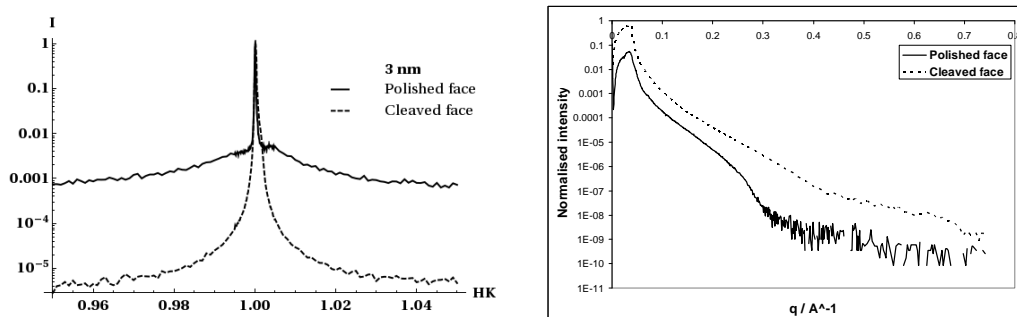 I
1
0.1
0.01
0.001
10⁻⁴
10⁻⁵
0.96 0.98 1.00 1.02 1.04 HK
3 nm
Polished face
Cleaved face
Normalised intensity
1
0.1
0.01
0.001
0.0001
1E-05
1E-06
1E-07
1E-08
1E-09
1E-10
1E-11
0 0.1 0.2 0.3 0.4 0.5 0.6 0.7 0.8
Polished face
Cleaved face
q / A^-1